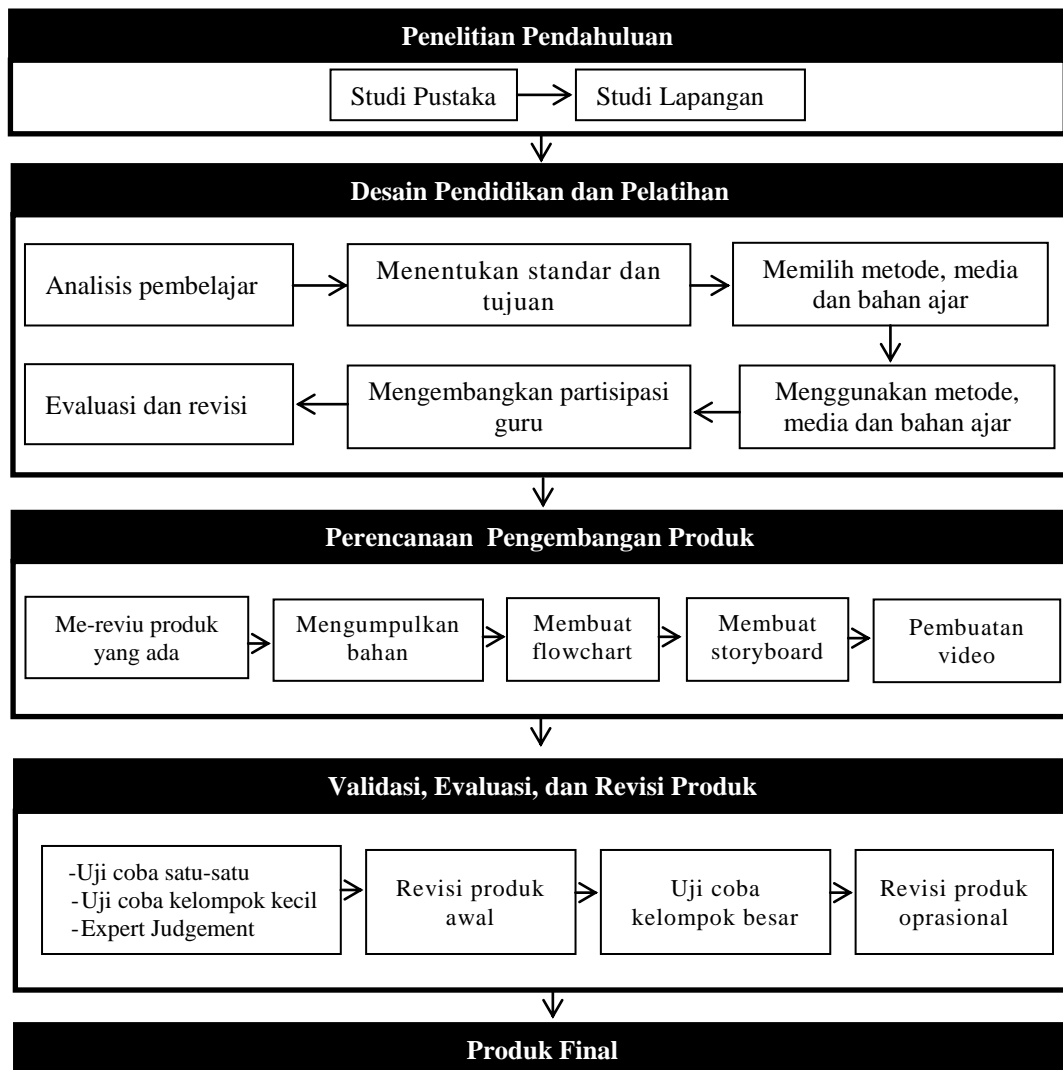 Penelitian Pendahuluan
Studi Pustaka
Studi Lapangan
Desain Pendidikan dan Pelatihan
Analisis pembelajar
Menentukan standar dan
tujuan
Memilih metode, media
dan bahan ajar
Menggunakan metode,
media dan bahan ajar
Mengembangkan partisipasi
guru
Evaluasi dan revisi
Perencanaan Pengembangan Produk
Me-reviu produk
yang ada
Mengumpulkan
bahan
Membuat
flowchart
Membuat
storyboard
Pembuatan
video
Validasi, Evaluasi, dan Revisi Produk
-Uji coba satu-satu
-Uji coba kelompok kecil
-Expert Judgement
Revisi produk
awal
Uji coba
kelompok besar
Revisi produk
oprasional
Produk Final